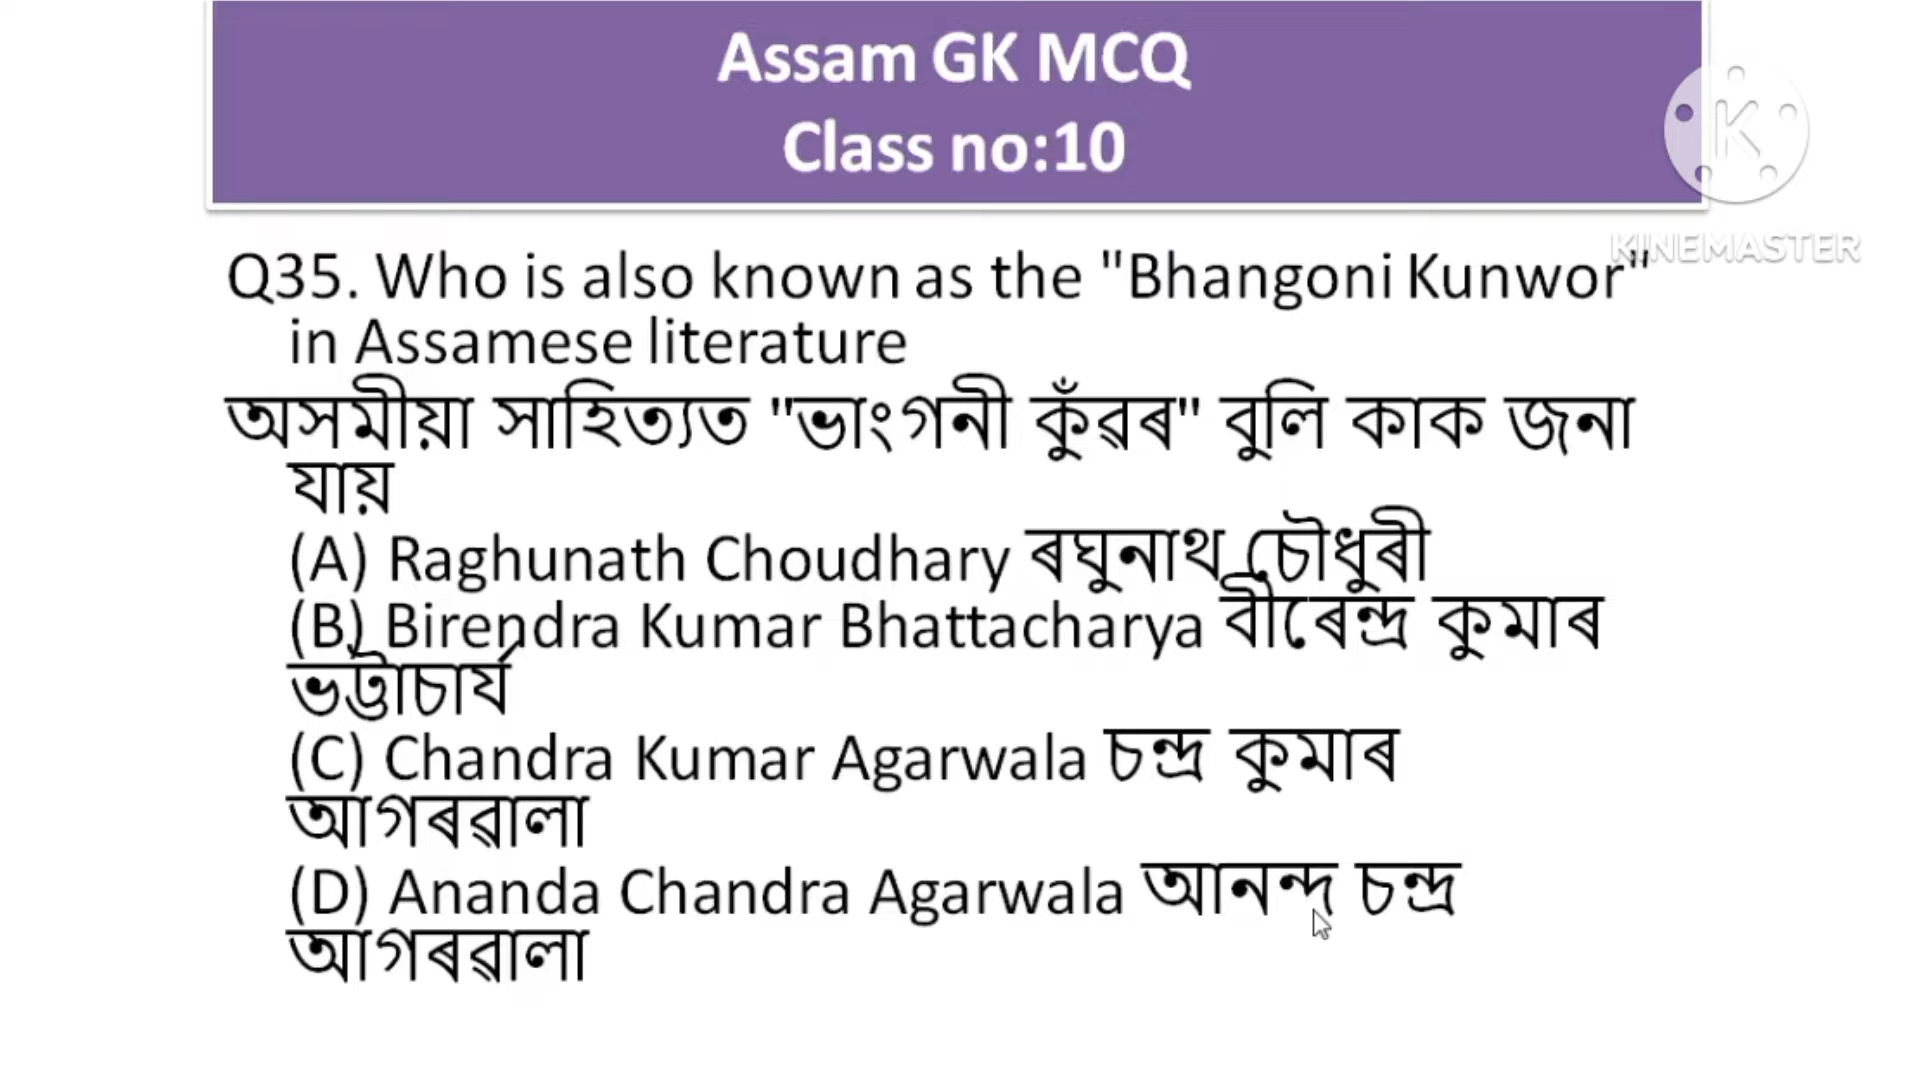 Assam GK MCQ
Class no:10
KINEMASTER
Q35. Who is also known as the "Bhangoni Kunwor"
in Assamese literature
অসমীয়া সাহিত্যত "ভাংগনী কুঁৱৰ" বুলি কাক জনা
যায়
(A) Raghunath Choudhary ৰঘুনাথ চৌধুৰী
(B) Birendra Kumar Bhattacharya বীৰেন্দ্ৰ কুমাৰ
ভট্টাচাৰ্য
(C) Chandra Kumar Agarwala চন্দ্ৰ কুমাৰ
আগৰৱালা
(D) Ananda Chandra Agarwala আনন্দ চন্দ্ৰ
আগৰৱালা